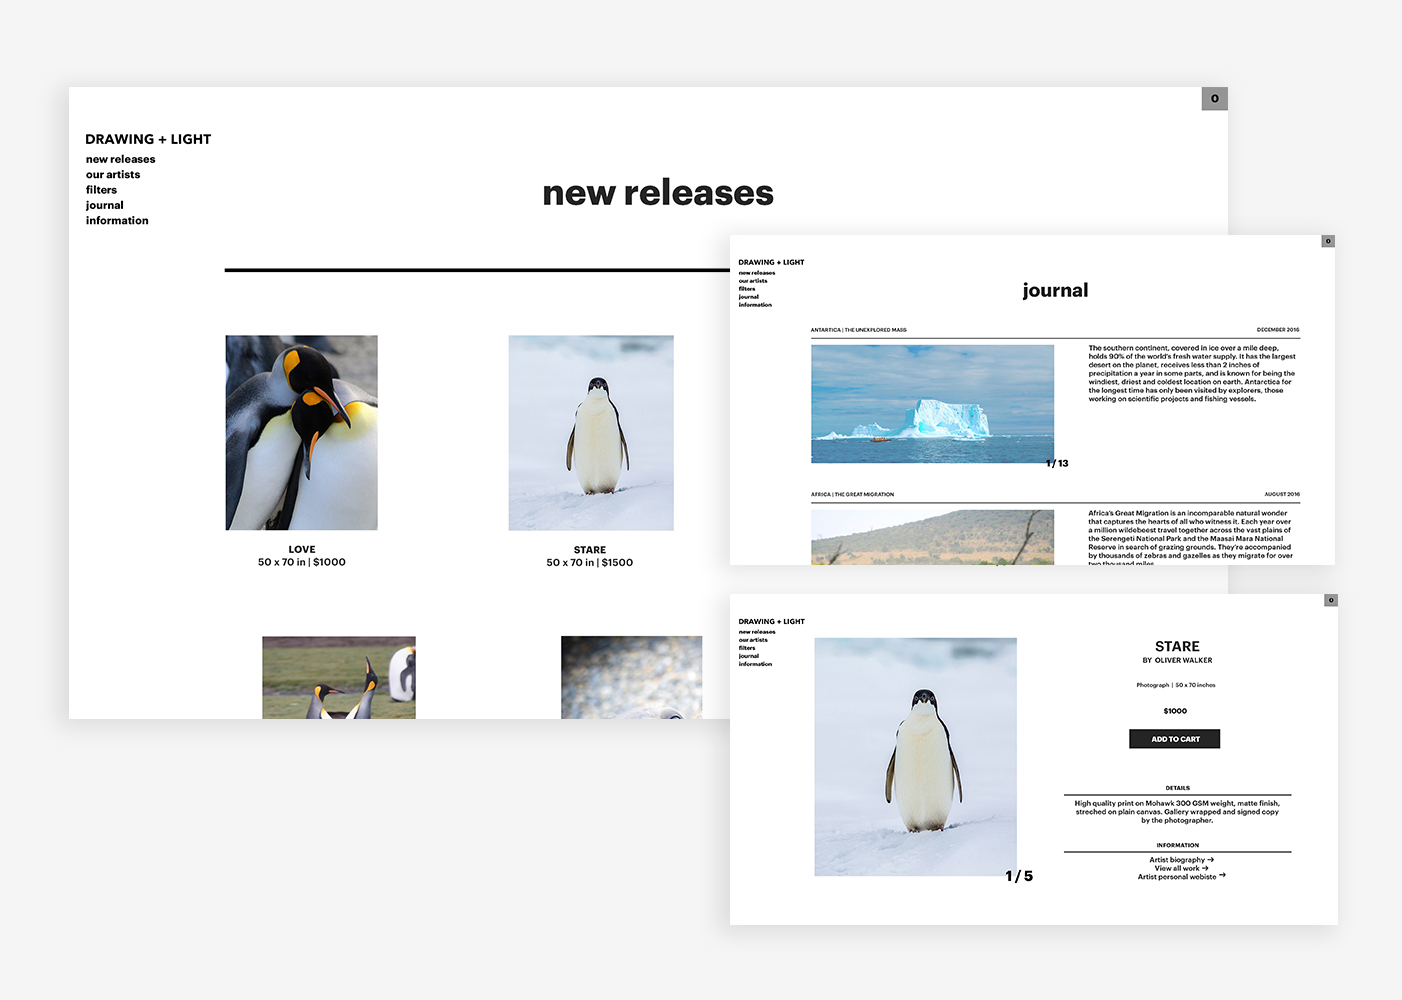 0
DRAWING + LIGHT
new releases
our artists
filters
journal
information
new releases
LOVE
50 x 70 in | $1000
STARE
50 x 70 in | $1500
0
DRAWING + LIGHT
new releases
our artists
filters
journal
information
journal
ANTARTICA | THE UNEXPLORED MASS
DECEMBER 2016
The southern continent, covered in ice over a mile deep,
holds 90% of the world's fresh water supply. It has the largest
desert on the planet, receives less than 2 inches of
precipitation a year in some parts, and is known for being the
windiest, driest and coldest location on earth. Antarctica for
the longest time has only been visited by explorers, those
working on scientific projects and fishing vessels.
1 / 13
AFRICA | THE GREAT MIGRATION
AUGUST 2016
Africa's Great Migration is an incomparable natural wonder
that captures the hearts of all who witness it. Each year over
a million wildebeest travel together across the vast plains of
the Serengeti National Park and the Maasai Mara National
Reserve in search of grazing grounds. They're accompanied
by thousands of zebras and gazelles as they migrate for over
two thousand miles.
0
DRAWING + LIGHT
new releases
our artists
filters
journal
information
1 / 5
STARE
BY OLIVER WALKER
Photograph | 50 x 70 inches
$1000
ADD TO CART
DETAILS
High quality print on Mohawk 300 GSM weight, matte finish,
streched on plain canvas. Gallery wrapped and signed copy
by the photographer.
INFORMATION
Artist biography →
View all work →
Artist personal webiste →